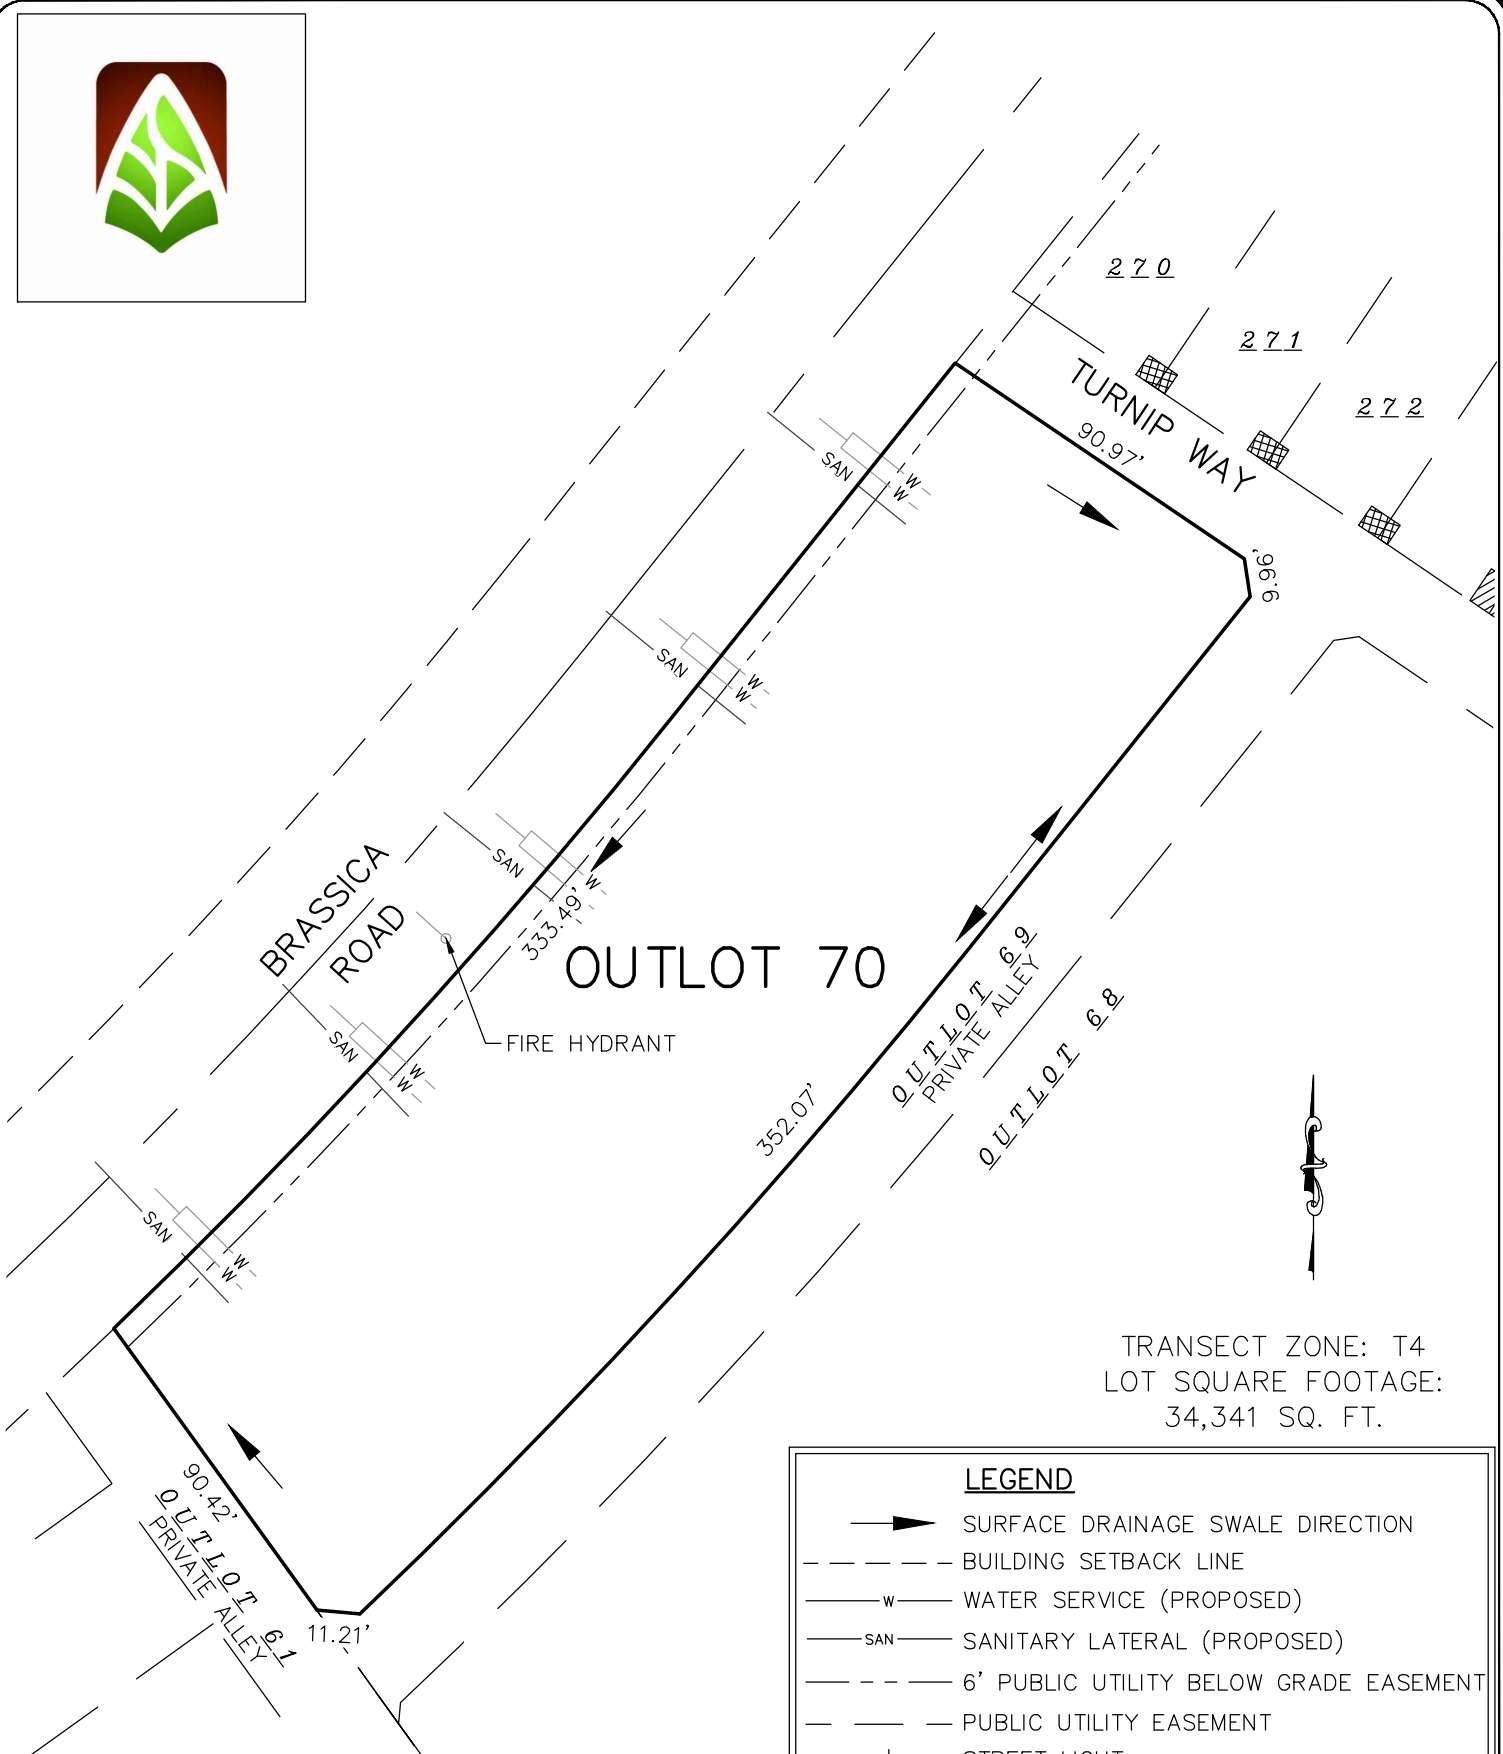 270
271
272
TURNIP WAY
90.97'
9.96'
SAN
W
W
SAN
W
W
SAN
W
BRASSICA
ROAD
333.49'
OUTLOT 70
FIRE HYDRANT
OUTLOT 69
PRIVATE ALLEY
OUTLOT 68
SAN
W
W
352.07'
SAN
W
W
TRANSECT ZONE: T4
LOT SQUARE FOOTAGE:
34,341 SQ. FT.
90.42'
OUTLOT 61
PRIVATE ALLEY
11.21'
LEGEND
SURFACE DRAINAGE SWALE DIRECTION
BUILDING SETBACK LINE
W WATER SERVICE (PROPOSED)
SAN SANITARY LATERAL (PROPOSED)
6' PUBLIC UTILITY BELOW GRADE EASEMENT
PUBLIC UTILITY EASEMENT
STREET LIGHT